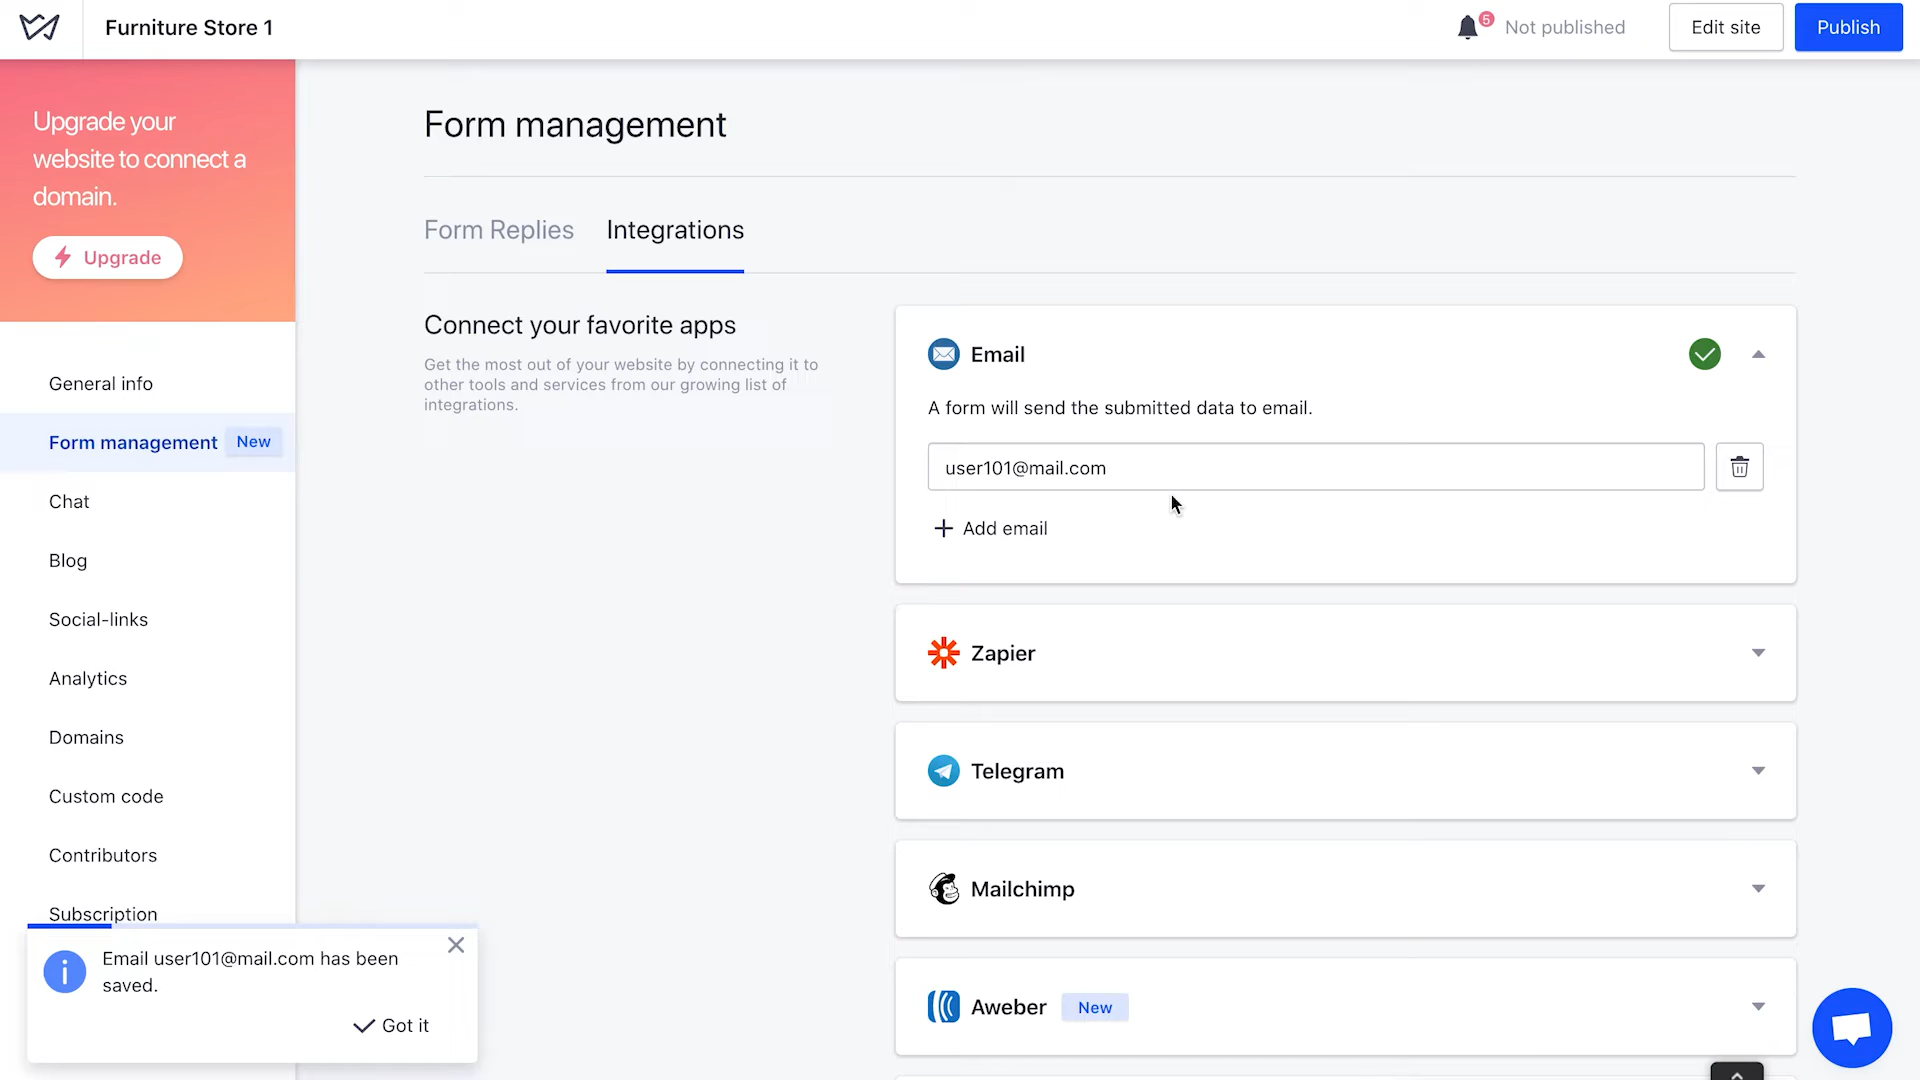 Furniture Store 1
5
Not published
Edit site
Publish
Upgrade your
website to connect a
domain.
Upgrade
General info
Form management New
Chat
Blog
Social-links
Analytics
Domains
Custom code
Contributors
Subscription
Form management
Form Replies
Integrations
Connect your favorite apps
Get the most out of your website by connecting it to
other tools and services from our growing list of
integrations.
Email
A form will send the submitted data to email.
user101@mail.com
Add email
Zapier
Telegram
Mailchimp
Aweber New
Email user101@mail.com has been
saved.
Got it